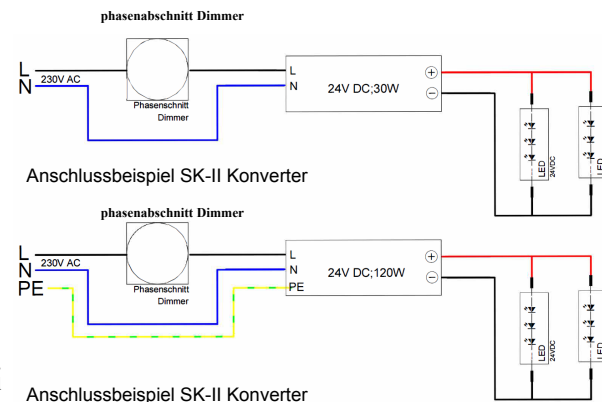 phasenabschnitt Dimmer
L
N
230V AC
Phasenschnitt
Dimmer
L
N
24V DC;30W
+
−
LED
24VDC
LED
Anschlussbeispiel SK-II Konverter
phasenabschnitt Dimmer
L
N
PE
230V AC
Phasenschnitt
Dimmer
L
N
PE
24V DC;120W
+
−
LED
24VDC
LED
Anschlussbeispiel SK-II Konverter